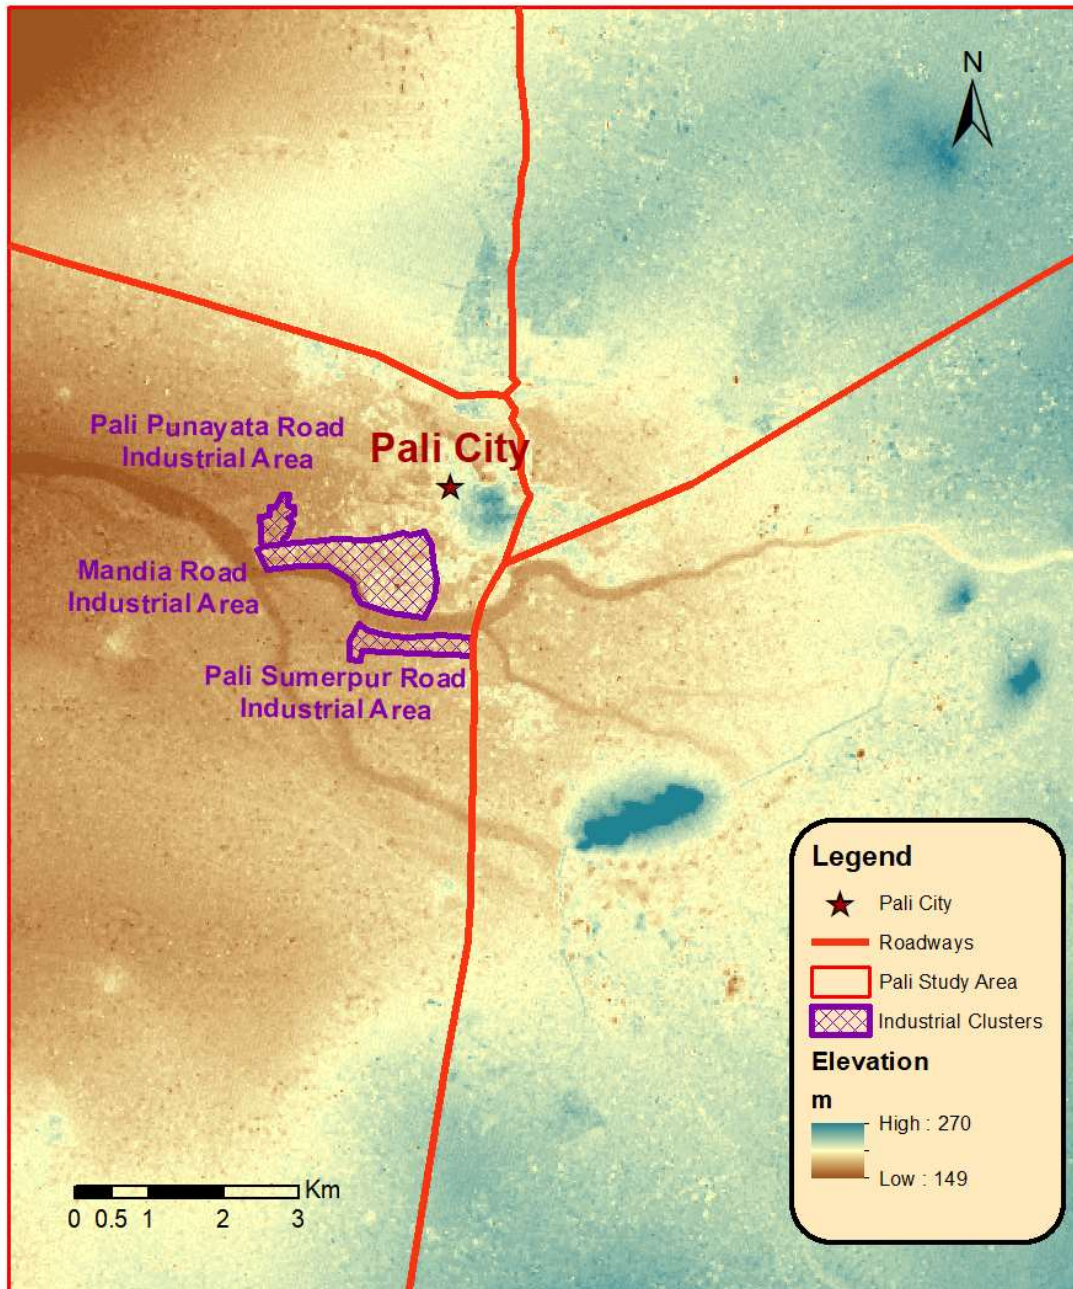 N
Pali Punayata Road
Industrial Area
Pali City
Mandia Road
Industrial Area
Pali Sumerpur Road
Industrial Area
Legend
Pali City
Roadways
Pali Study Area
Industrial Clusters
Elevation
m
High : 270
Low : 149
Km
0 0.5 1 2 3